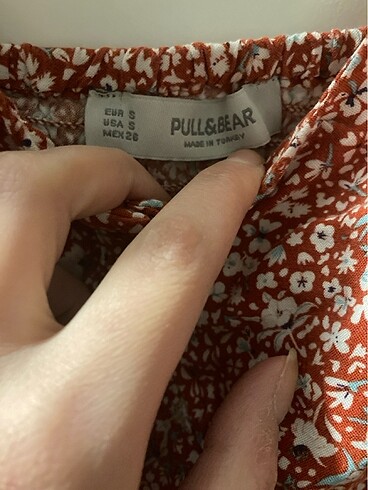 EUR S
USA S
MEX 26
PULL&BEAR
MADE IN TURKEY